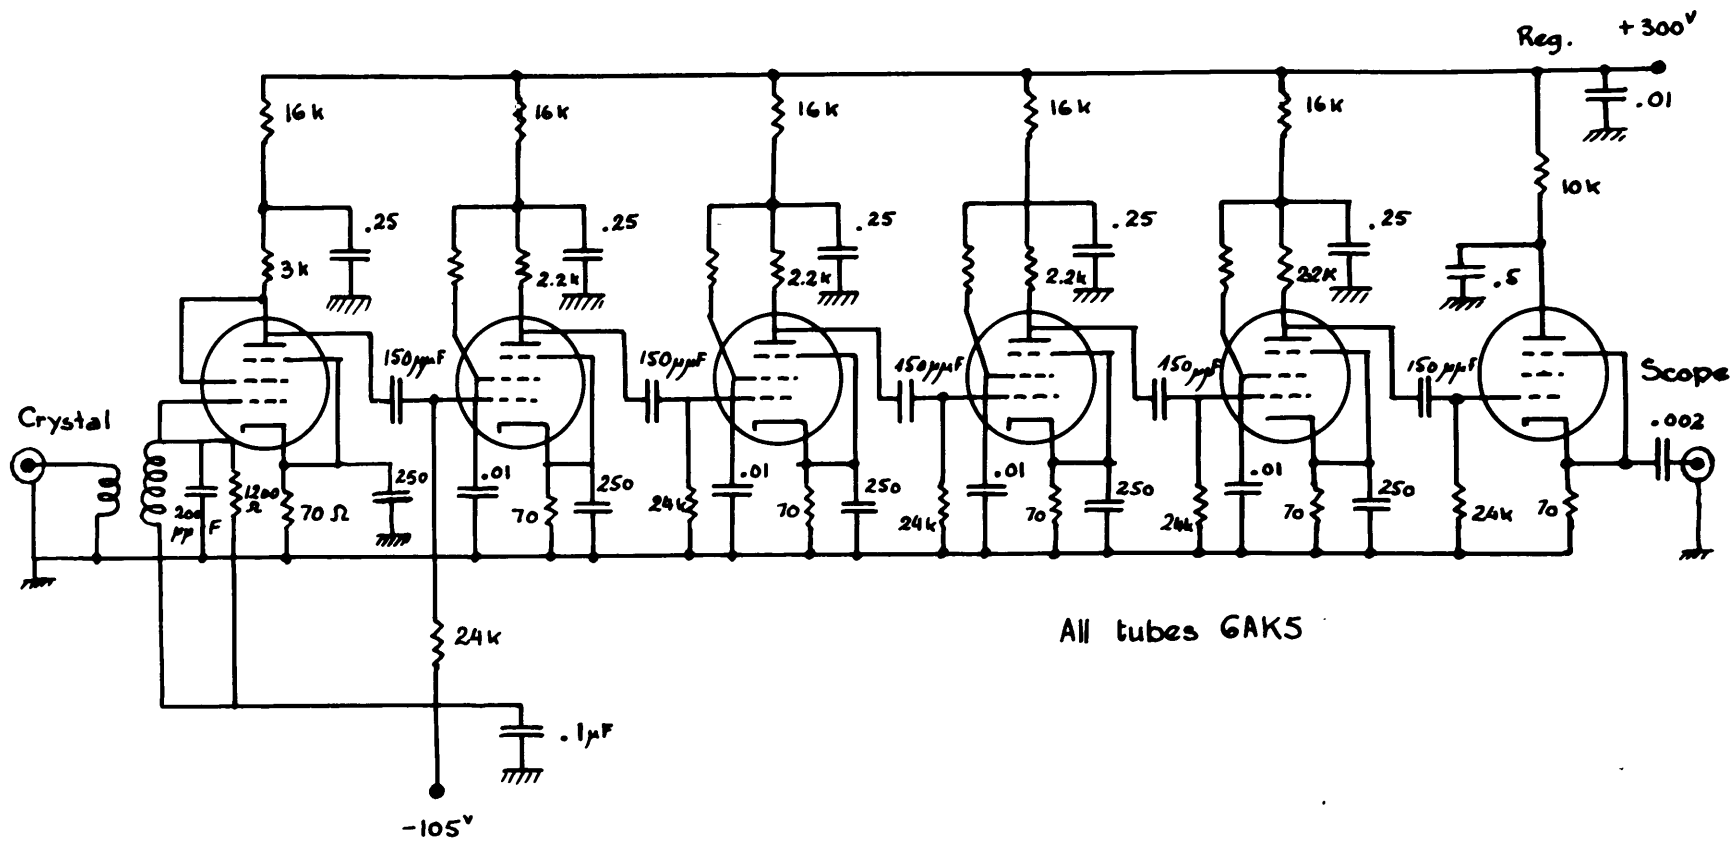 Reg. +300V
.01
16k
16k
16k
16k
16k
10k
.25
.25
.25
.25
.25
3k
2.2k
2.2k
2.2k
22K
.5
150µµF
150µµF
150µµF
150µµF
150µµF
Crystal
Scope
.002
200
µµF
1200
Ω
70 Ω
250
.01
70
250
24k
.01
70
250
24k
.01
70
250
24k
.01
70
250
24k
70
24k
.1µF
-105V
All tubes 6AK5